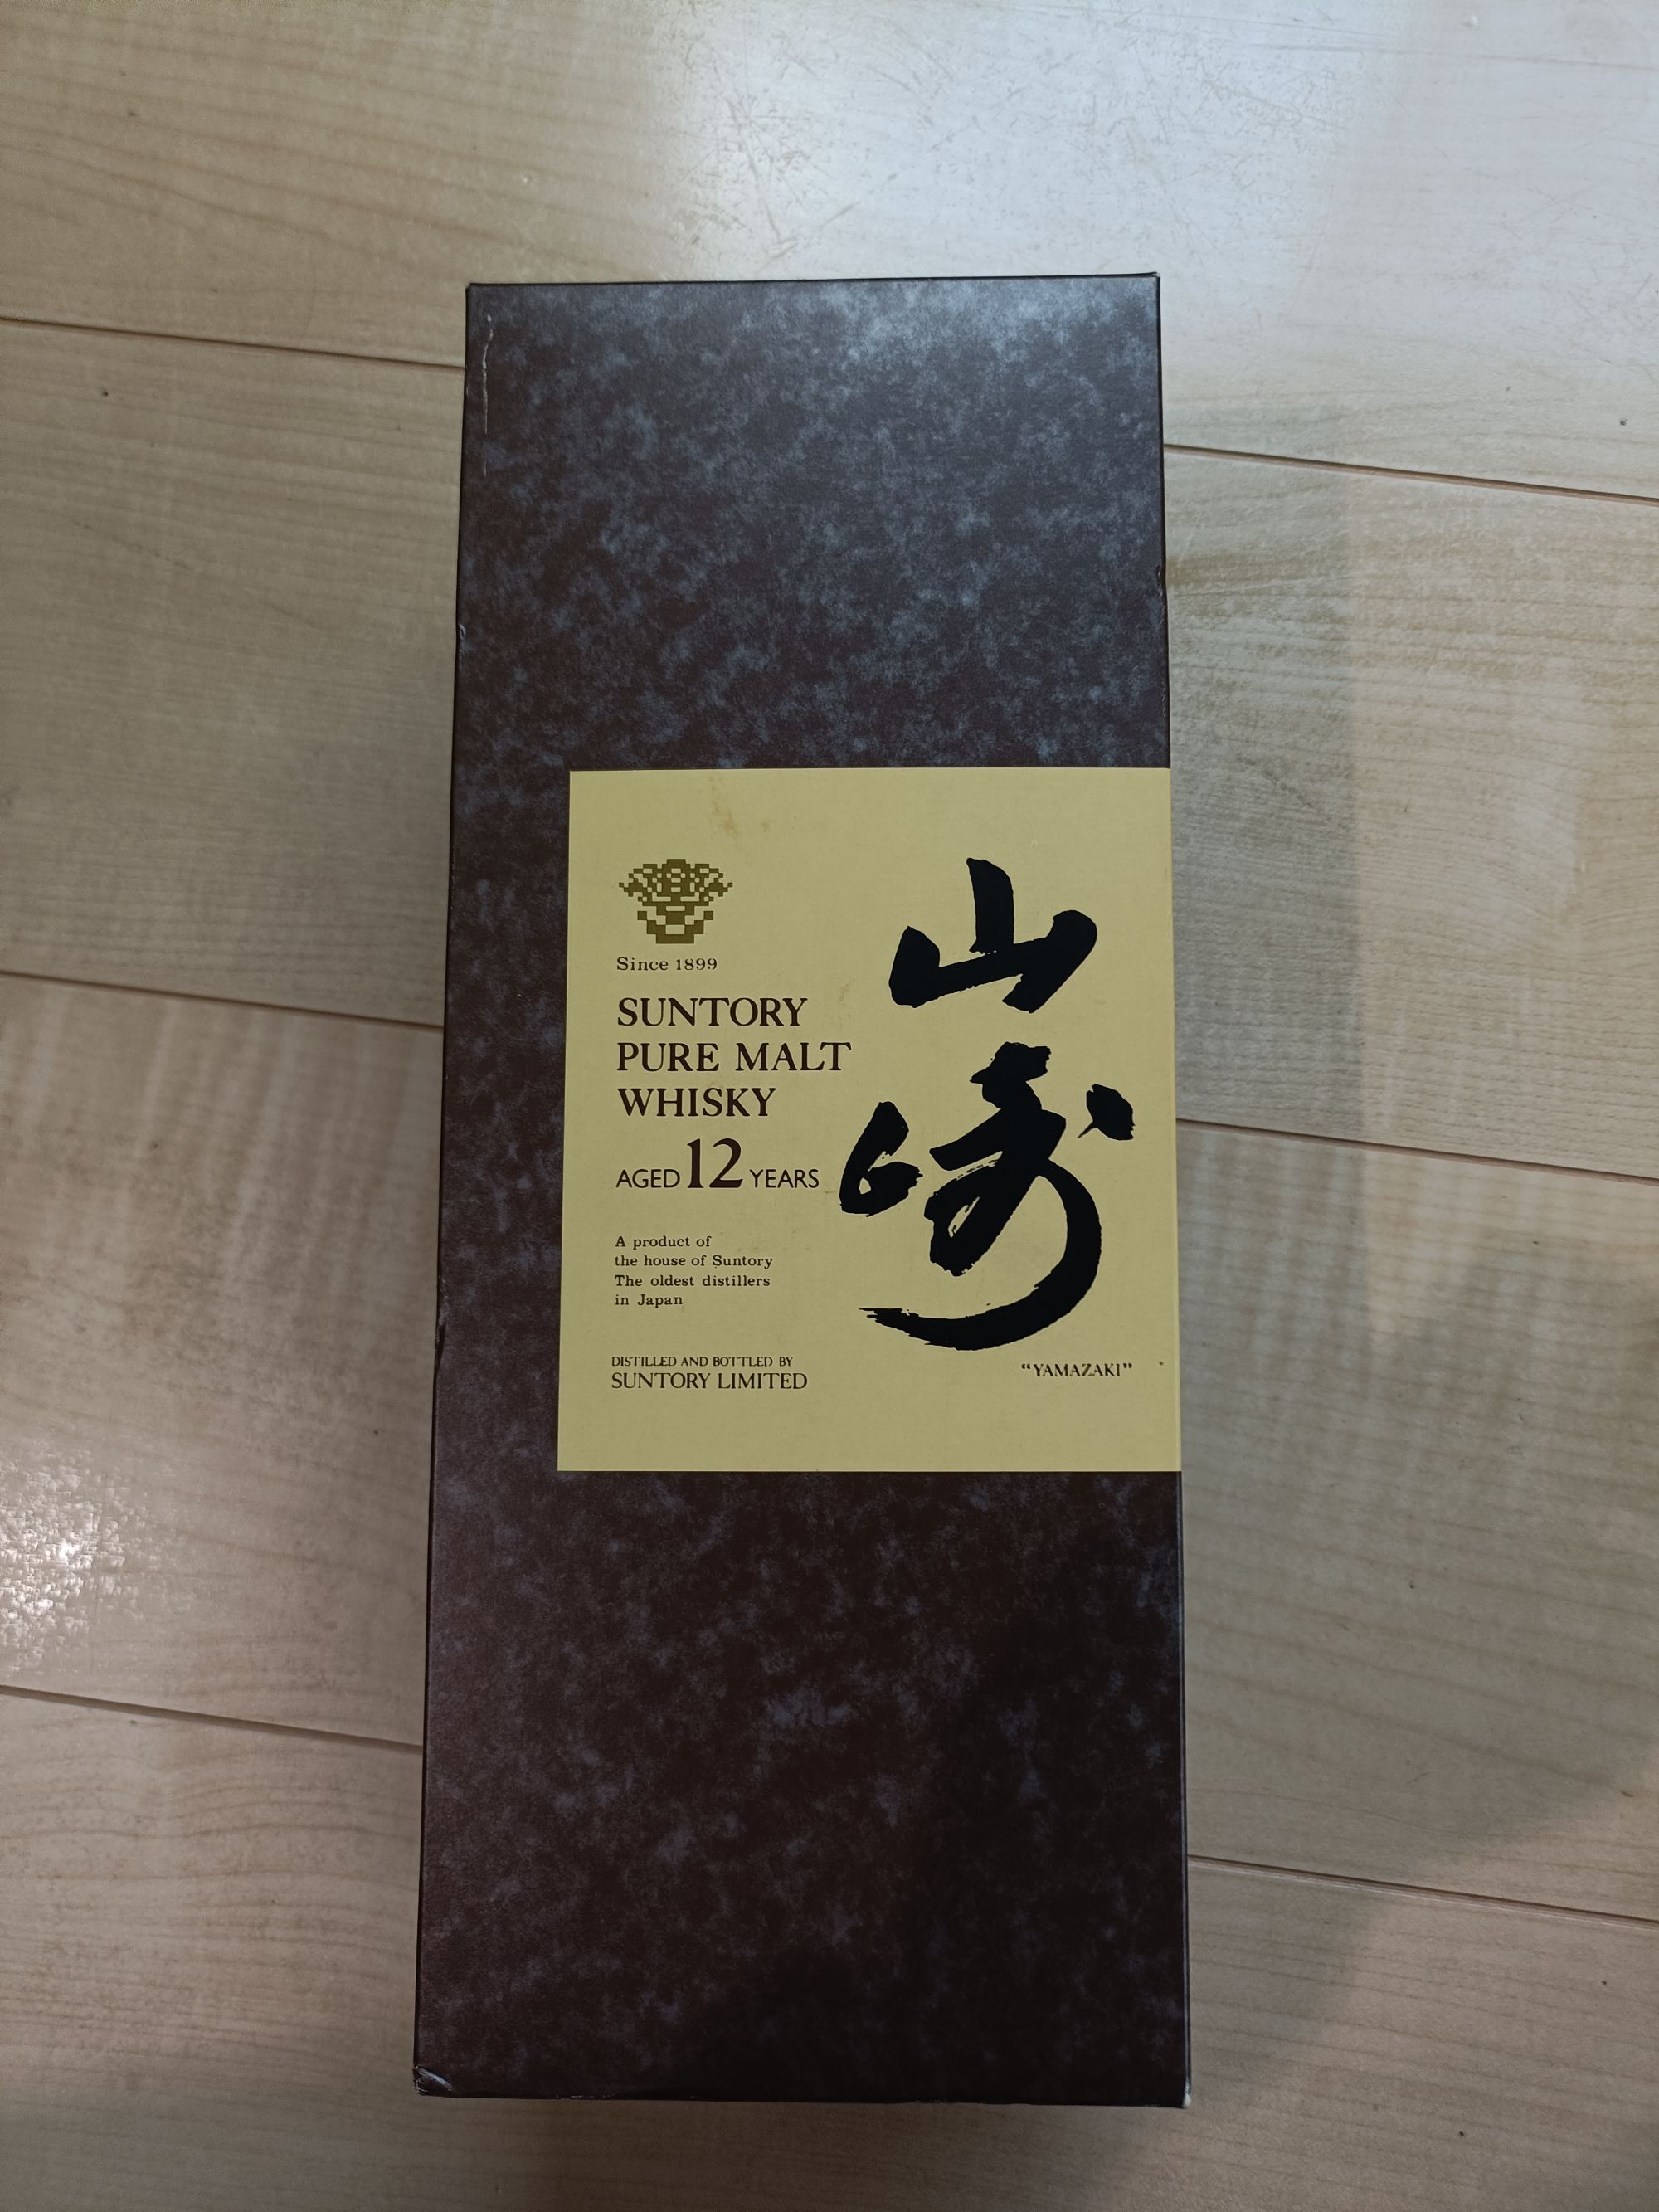 Since 1899
SUNTORY
PURE MALT
WHISKY
AGED 12 YEARS
A product of
the house of Suntory
The oldest distillers
in Japan
DISTILLED AND BOTTLED BY
SUNTORY LIMITED
山崎
“YAMAZAKI”